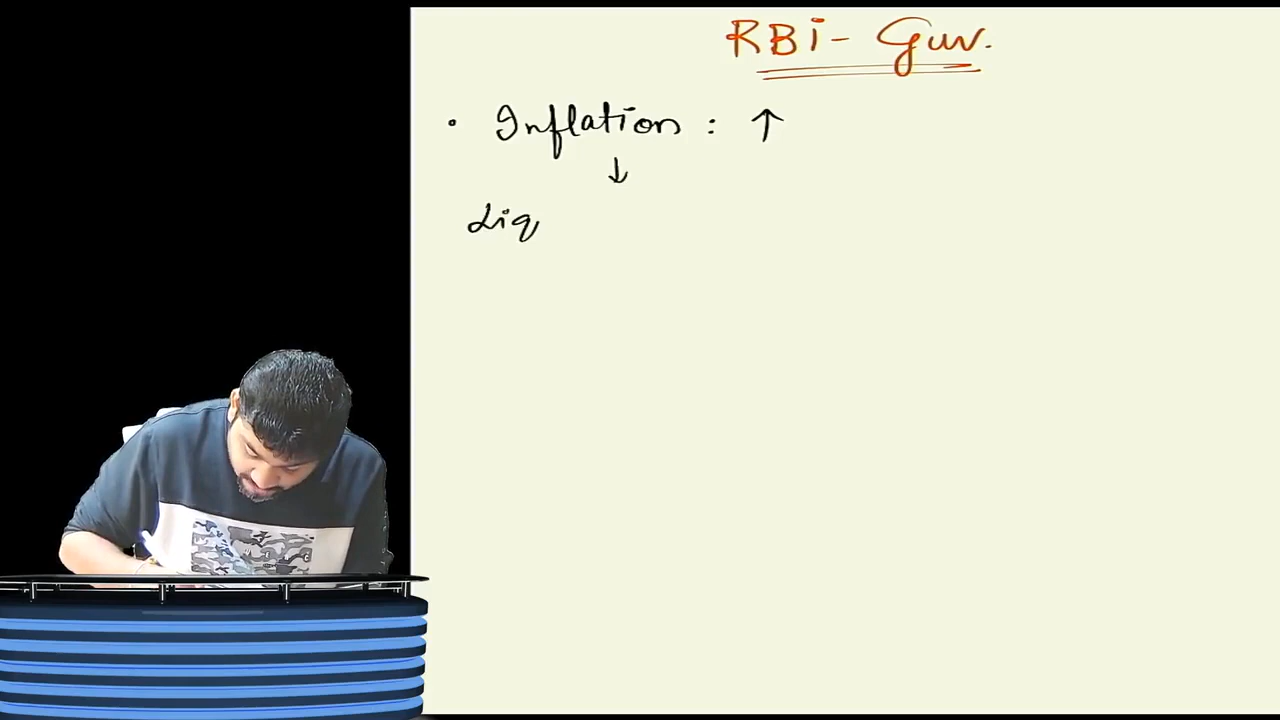 RBi - Guv.
• Inflation : ↑
↓
Liq